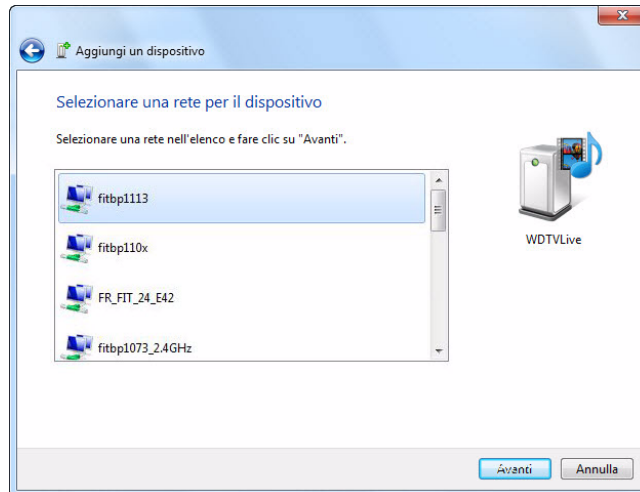 Aggiungi un dispositivo
Selezionare una rete per il dispositivo
Selezionare una rete nell'elenco e fare clic su "Avanti".
fitbp1113
fitbp110x
FR_FIT_24_E42
fitbp1073_2.4GHz
WDTVLive
Avanti
Annulla